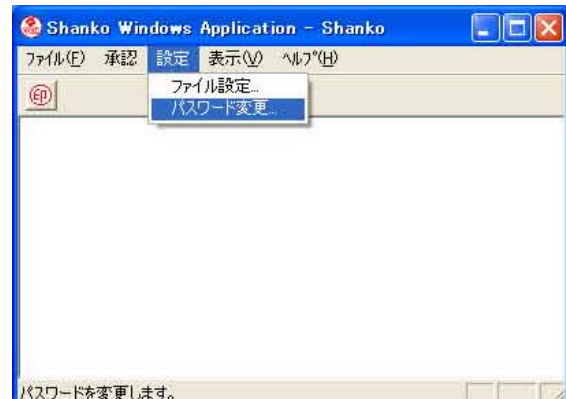 Shanko Windows Application - Shanko
ファイル(F) 承認 設定 表示(V) ヘルプ(H)
印
ファイル設定...
パスワード変更...
パスワードを変更します。